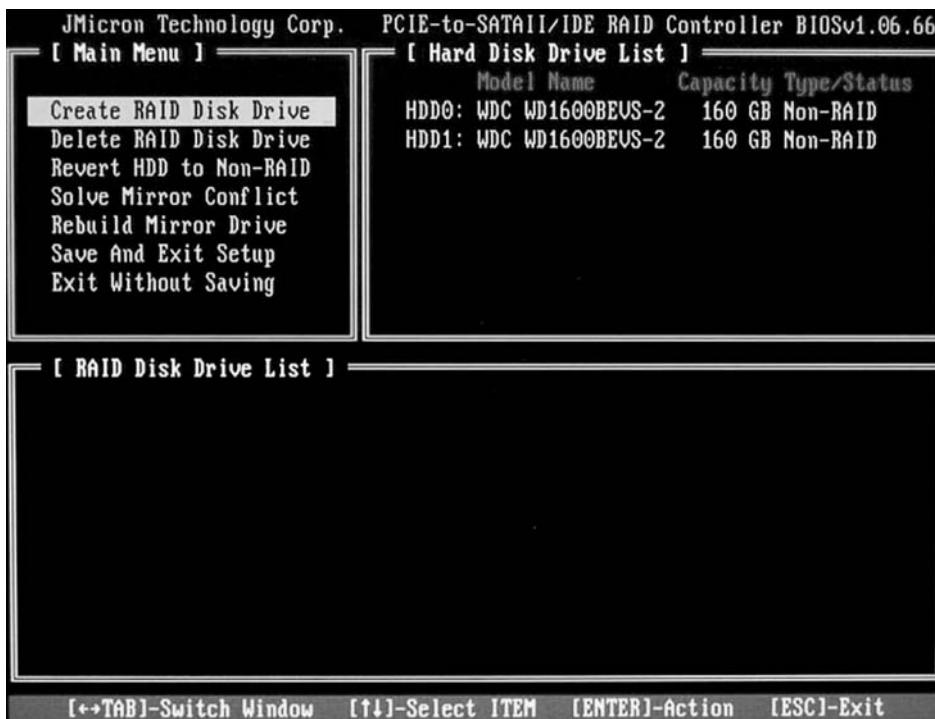 JMicron Technology Corp. PCIE-to-SATAII/IDE RAID Controller BIOSv1.06.66
[ Main Menu ]
Create RAID Disk Drive
Delete RAID Disk Drive
Revert HDD to Non-RAID
Solve Mirror Conflict
Rebuild Mirror Drive
Save And Exit Setup
Exit Without Saving
[ Hard Disk Drive List ]
Model Name Capacity Type/Status
HDD0: WDC WD1600BEVS-2 160 GB Non-RAID
HDD1: WDC WD1600BEVS-2 160 GB Non-RAID
[ RAID Disk Drive List ]
[←→TAB]-Switch Window [↑↓]-Select ITEM [ENTER]-Action [ESC]-Exit